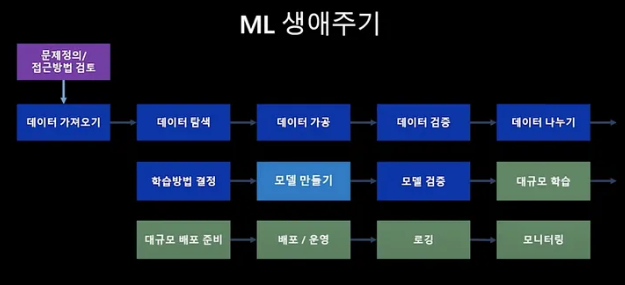 ML 생애주기
문제정의/
접근방법 검토
데이터 가져오기
데이터 탐색
데이터 가공
데이터 검증
데이터 나누기
학습방법 결정
모델 만들기
모델 검증
대규모 학습
대규모 배포 준비
배포 / 운영
로깅
모니터링